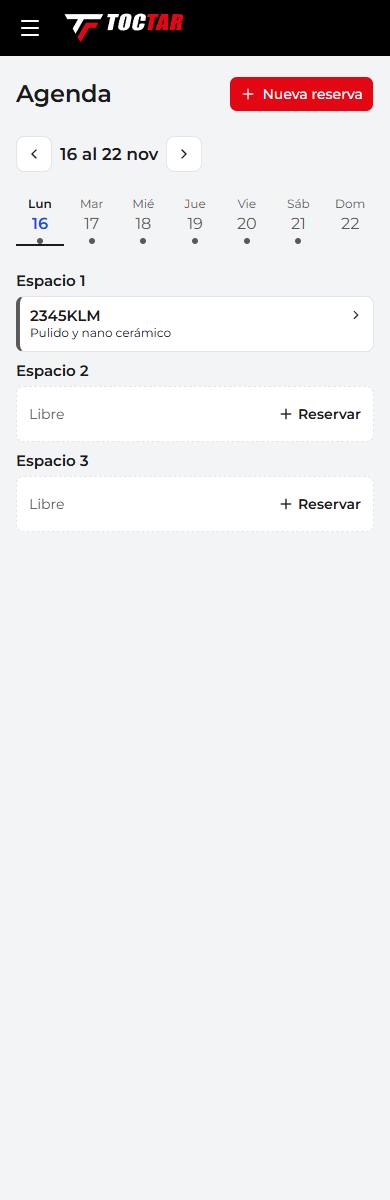 TOCTAR
Agenda
+ Nueva reserva
16 al 22 nov
Lun Mar Mié Jue Vie Sáb Dom
16 17 18 19 20 21 22
Espacio 1
2345KLM
Pulido y nano cerámico
Espacio 2
Libre + Reservar
Espacio 3
Libre + Reservar